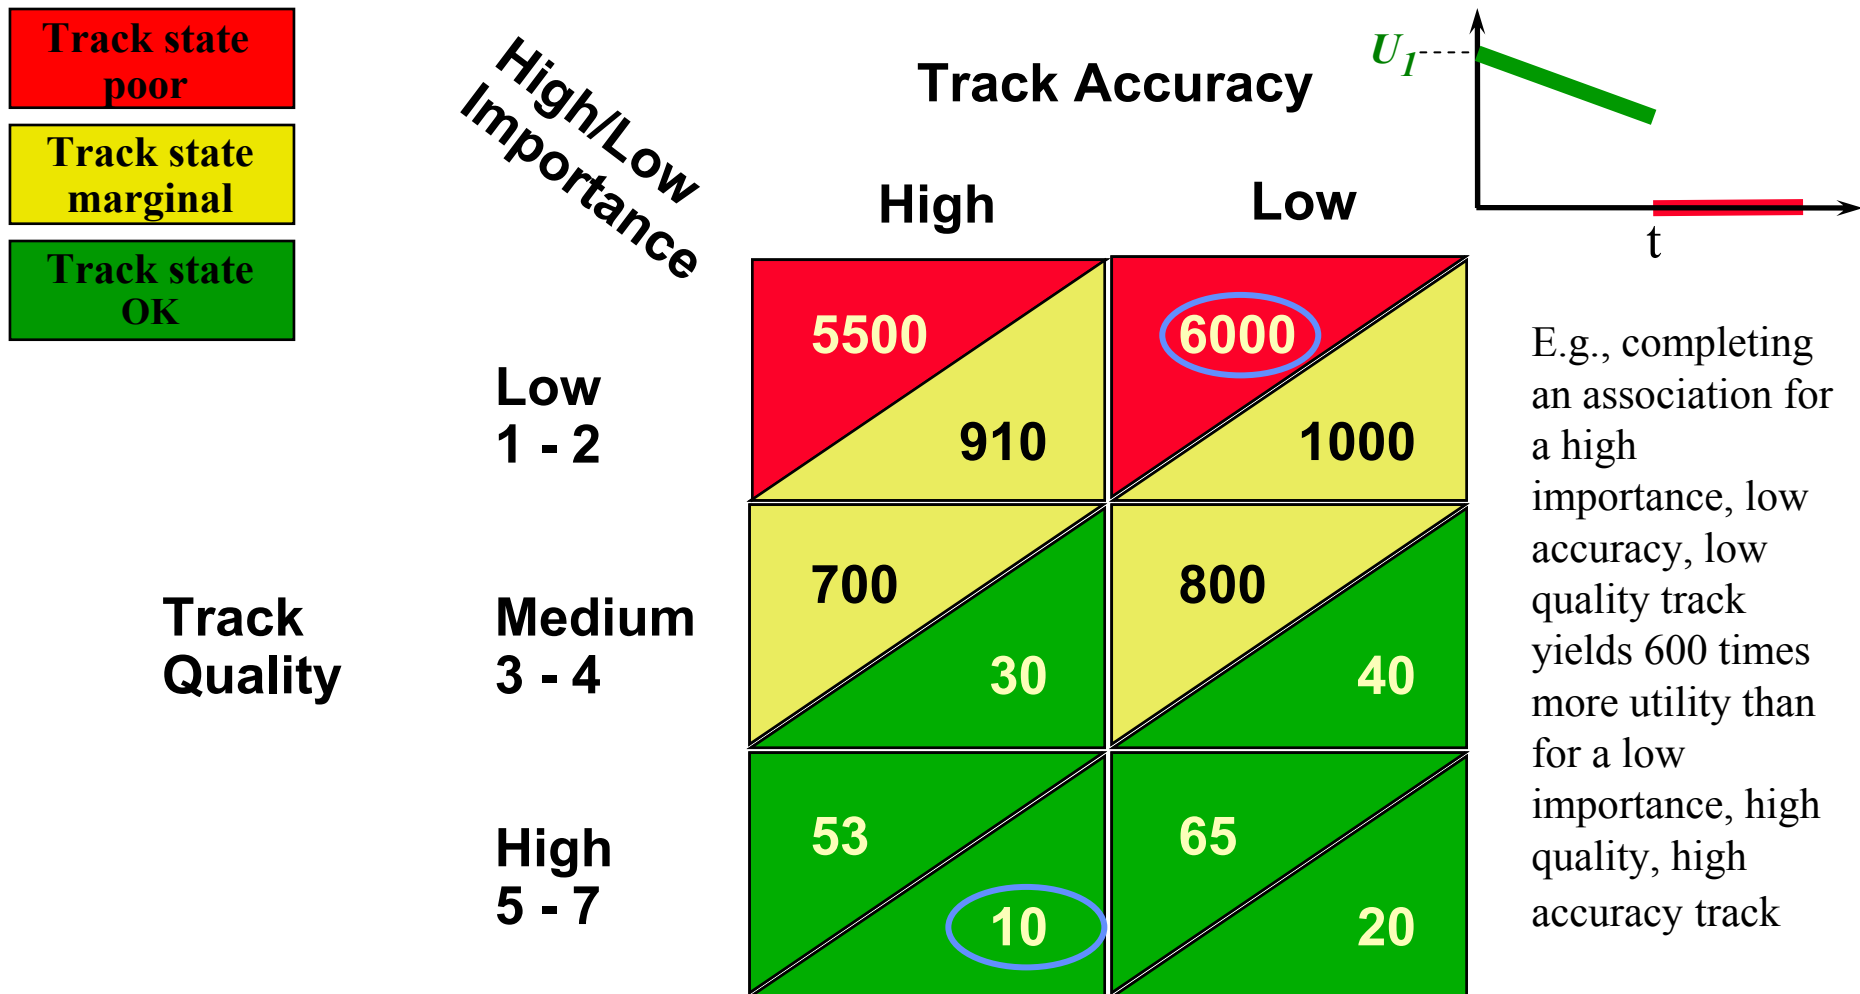 Track state
poor
Track state
marginal
Track state
OK
High/Low
Importance
Track Accuracy
High
Low
U1
t
Low
1 - 2
5500
910
6000
1000
Track
Quality
Medium
3 - 4
700
30
800
40
High
5 - 7
53
10
65
20
E.g., completing
an association for
a high
importance, low
accuracy, low
quality track
yields 600 times
more utility than
for a low
importance, high
quality, high
accuracy track